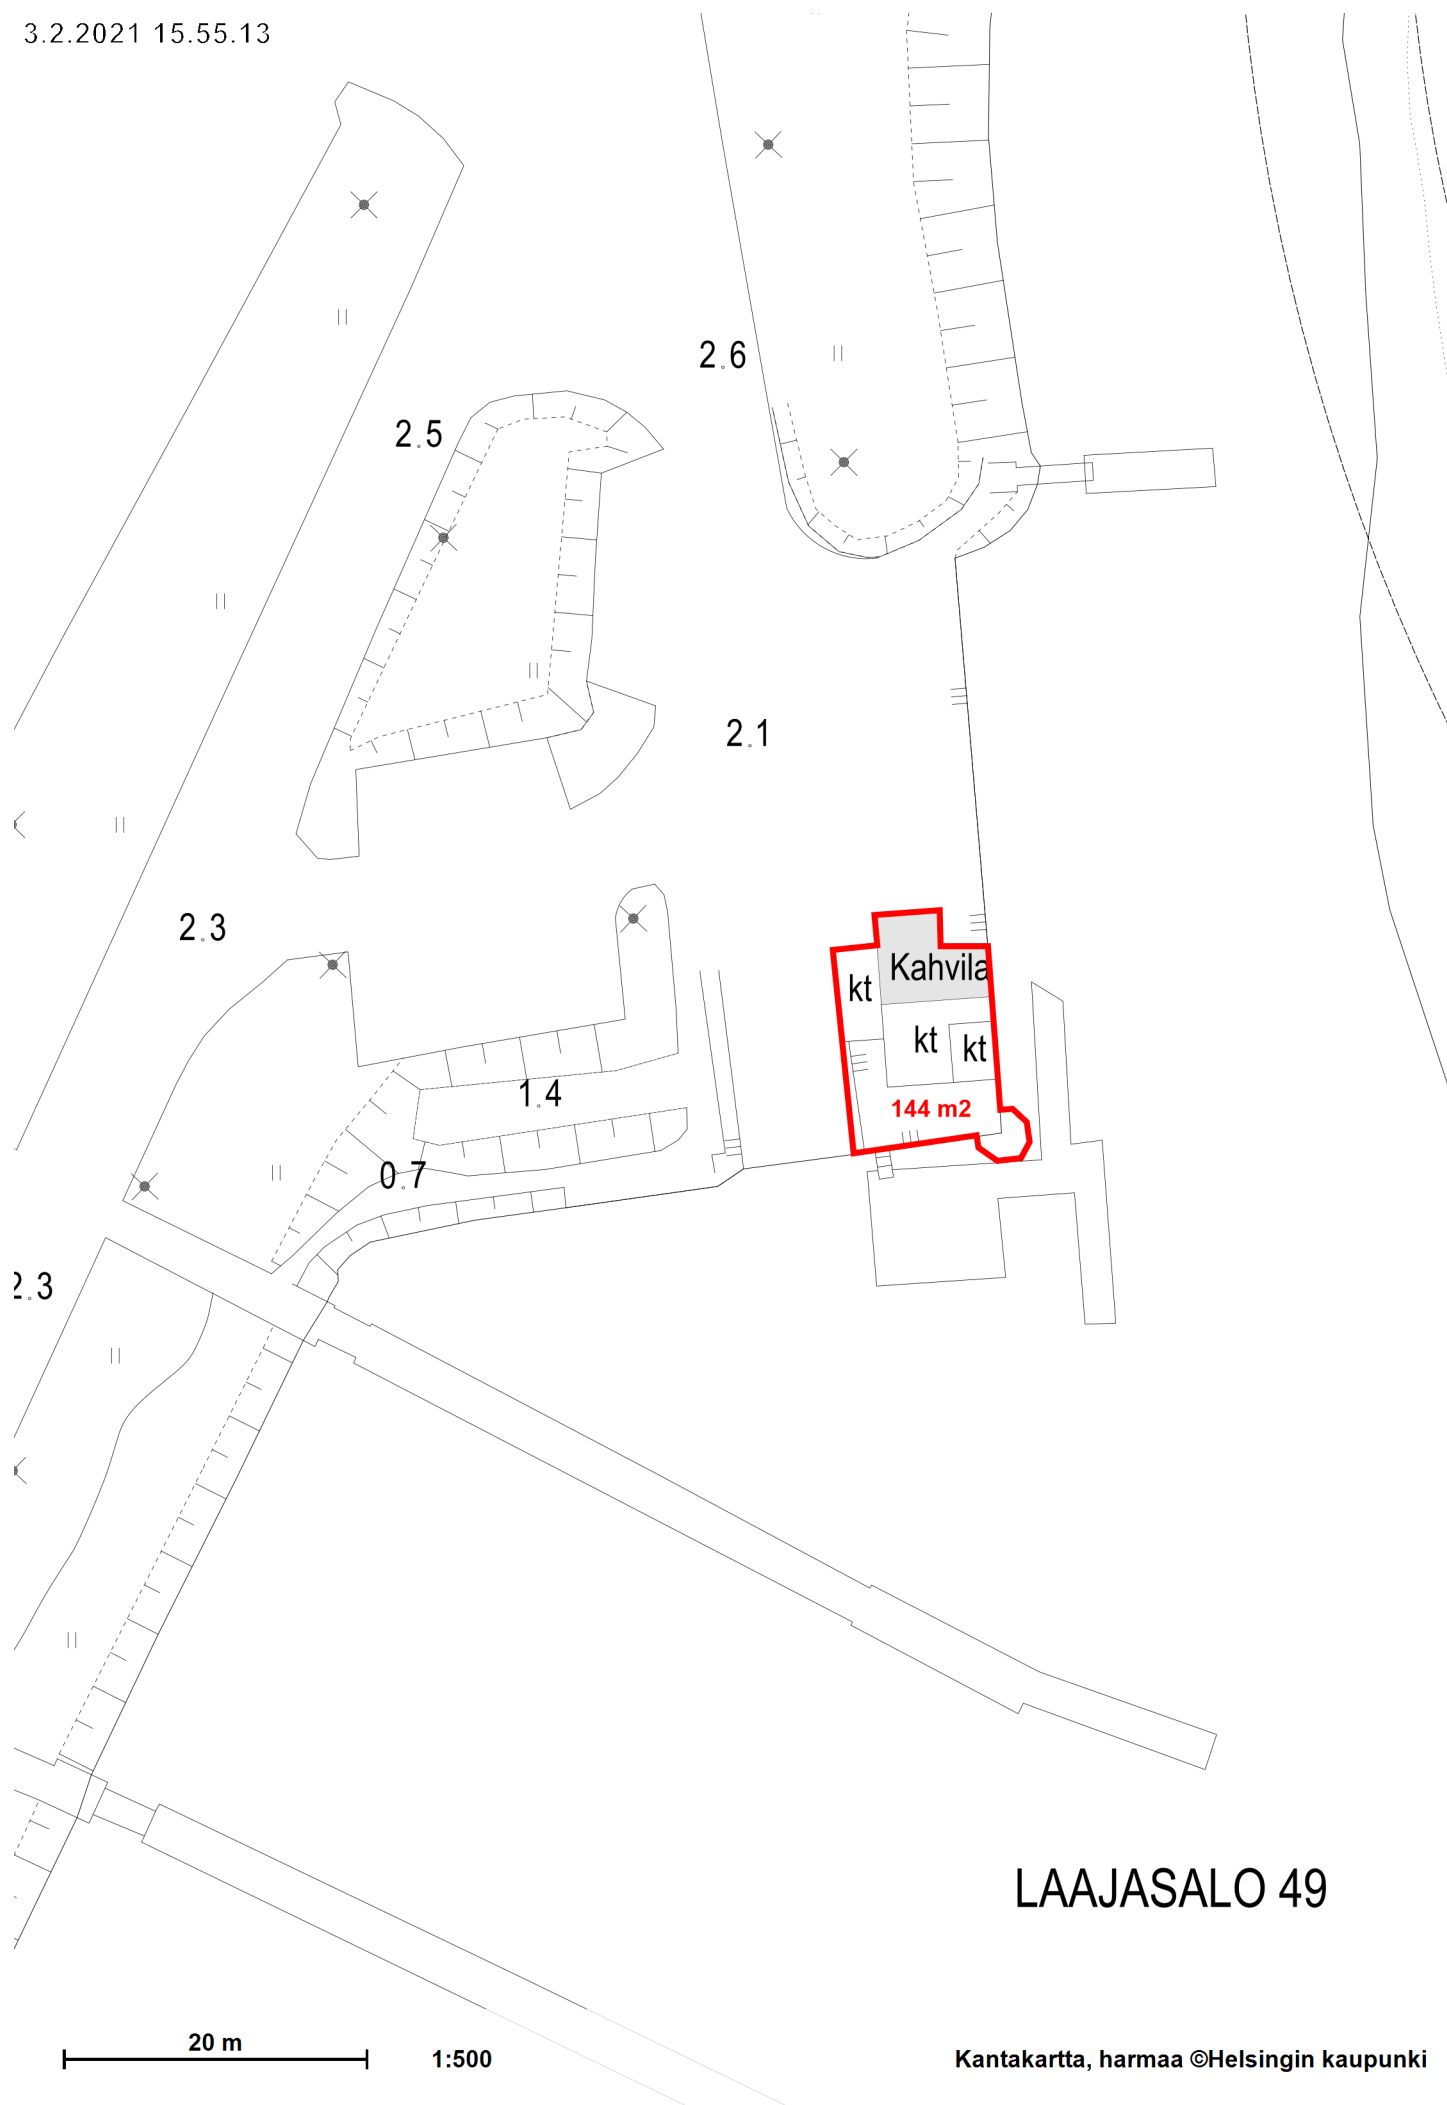 3.2.2021 15.55.13
2.6
2.5
2.1
2.3
Kahvila
kt
kt
kt
1.4
144 m2
0.7
2.3
LAAJASALO 49
20 m
1:500
Kantakartta, harmaa ©Helsingin kaupunki